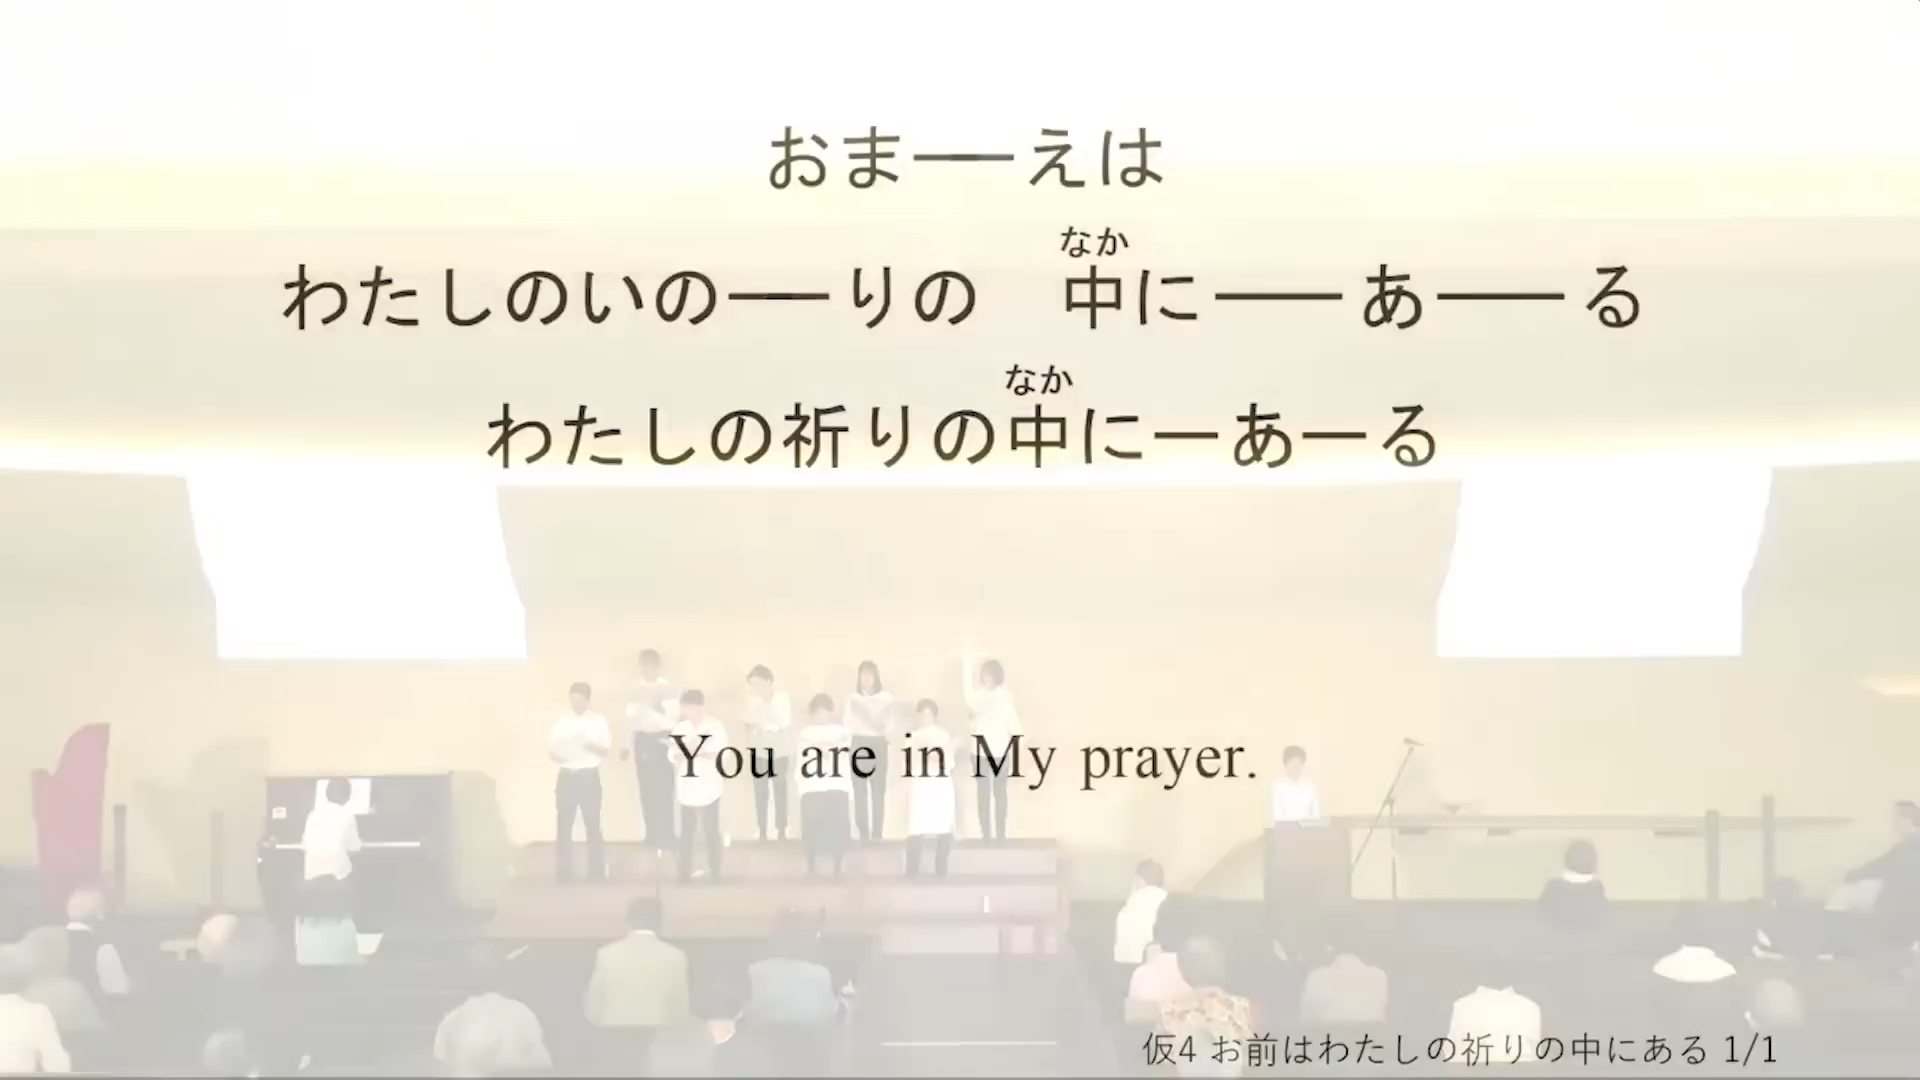 おま──えは
なか
わたしのいの──りの　中に──あ──る
なか
わたしの祈りの中に─あ─る
You are in My prayer.
仮4 お前はわたしの祈りの中にある 1/1